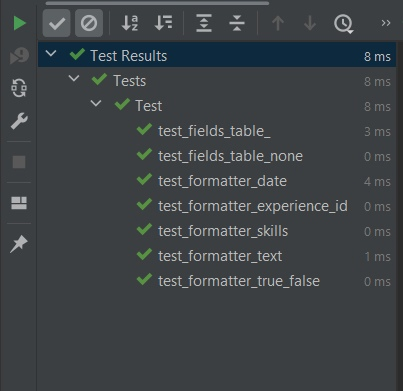 Test Results 8 ms
Tests 8 ms
Test 8 ms
test_fields_table_ 3 ms
test_fields_table_none 0 ms
test_formatter_date 4 ms
test_formatter_experience_id 0 ms
test_formatter_skills 0 ms
test_formatter_text 1 ms
test_formatter_true_false 0 ms